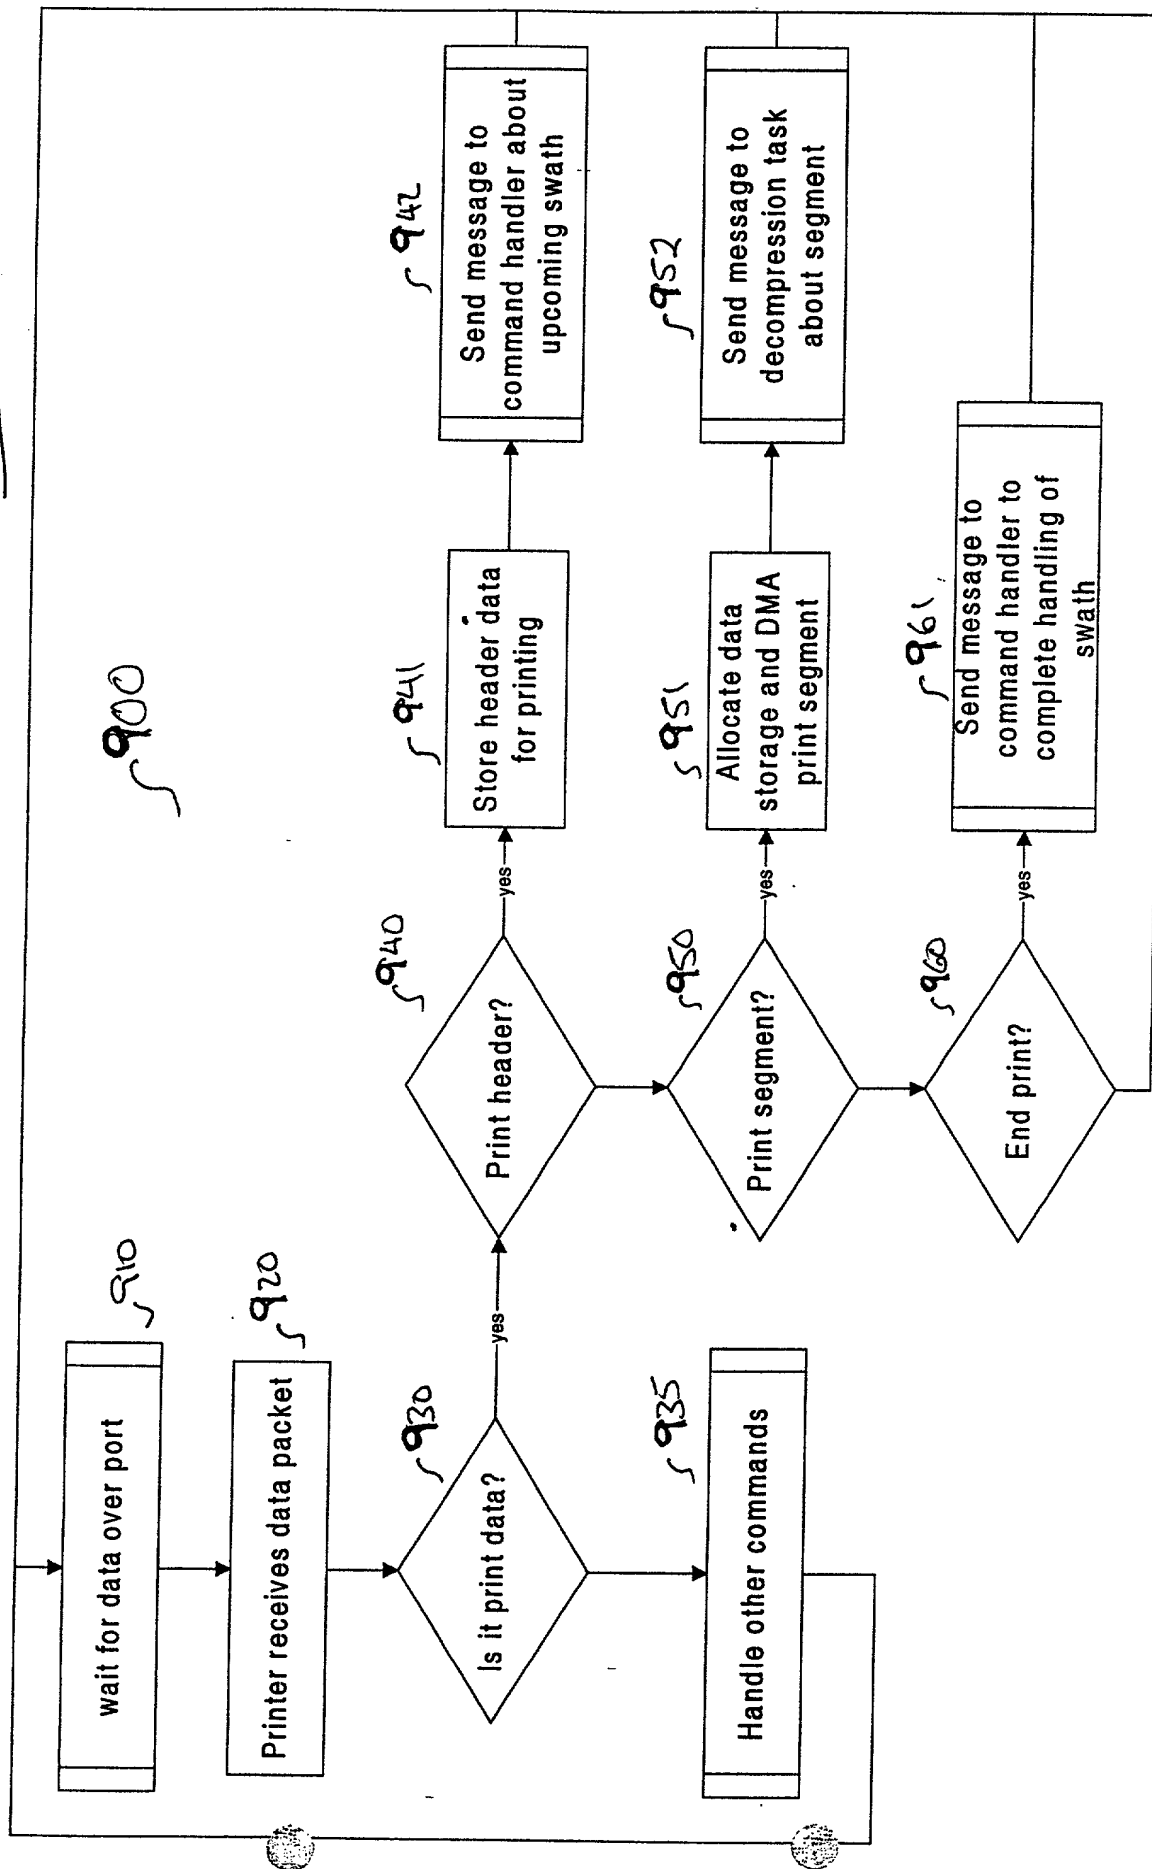 900
910
wait for data over port
920
Printer receives data packet
930
Is it print data?
yes
935
Handle other commands
940
Print header?
yes
941
Store header data
for printing
942
Send message to
command handler about
upcoming swath
950
Print segment?
yes
951
Allocate data
storage and DMA
print segment
952
Send message to
decompression task
about segment
960
End print?
yes
961
Send message to
command handler to
complete handling of
swath